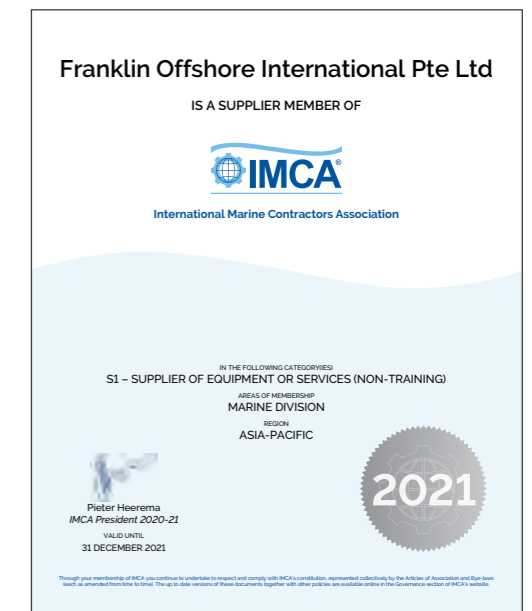 Franklin Offshore International Pte Ltd
IS A SUPPLIER MEMBER OF
IMCA®
International Marine Contractors Association
IN THE FOLLOWING CATEGORY(IES)
S1 – SUPPLIER OF EQUIPMENT OR SERVICES (NON-TRAINING)
AREAS OF MEMBERSHIP
MARINE DIVISION
REGION
ASIA-PACIFIC
2021
Pieter Heerema
IMCA President 2020-21
VALID UNTIL
31 DECEMBER 2021
Through your membership of IMCA you continue to undertake to respect and comply with IMCA's constitution, represented collectively by the Articles of Association and Bye-laws
(each as amended from time to time). The up to date versions of these documents together with other policies are available online in the Governance section of IMCA's website.